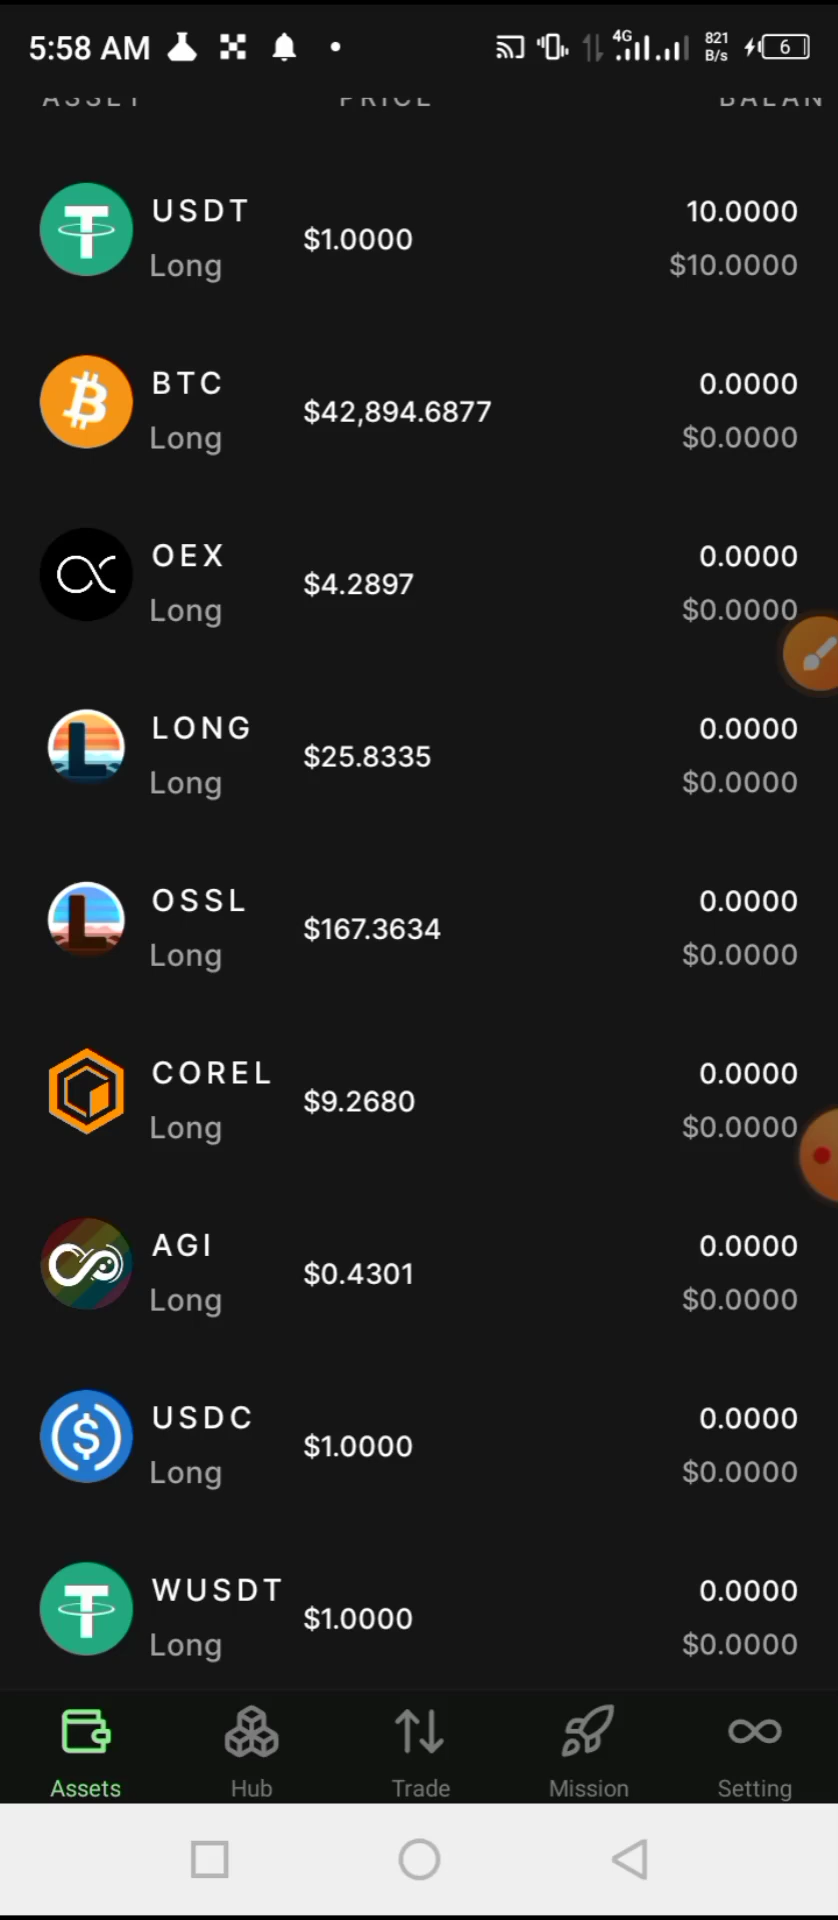 5:58 AM 4G 821 B/s 6
ASSET PRICE BALAN
USDT 10.0000
$1.0000
Long $10.0000
BTC 0.0000
$42,894.6877
Long $0.0000
OEX 0.0000
$4.2897
Long $0.0000
LONG 0.0000
$25.8335
Long $0.0000
OSSL 0.0000
$167.3634
Long $0.0000
COREL 0.0000
$9.2680
Long $0.0000
AGI 0.0000
$0.4301
Long $0.0000
USDC 0.0000
$1.0000
Long $0.0000
WUSDT 0.0000
$1.0000
Long $0.0000
Assets Hub Trade Mission Setting